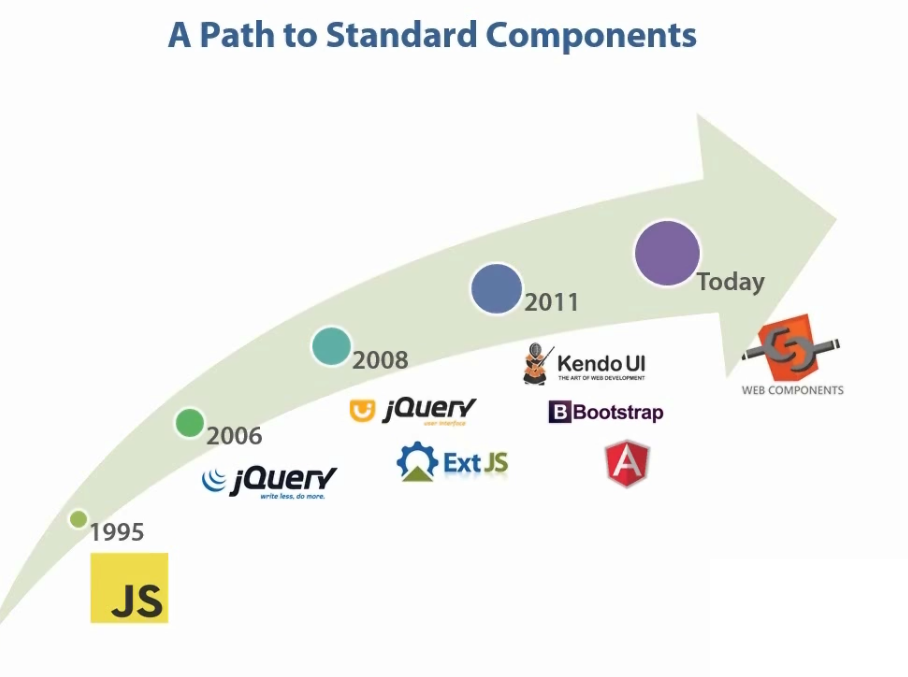 A Path to Standard Components
Today
2011
2008
Kendo UI
THE ART OF WEB DEVELOPMENT
WEB COMPONENTS
jQuery
user interface
B Bootstrap
2006
Ext JS
A
jQuery
write less, do more.
1995
JS